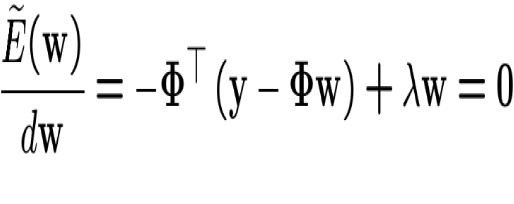 Ẽ(w)/dw = −Φ⊤(y − Φw) + λw = 0